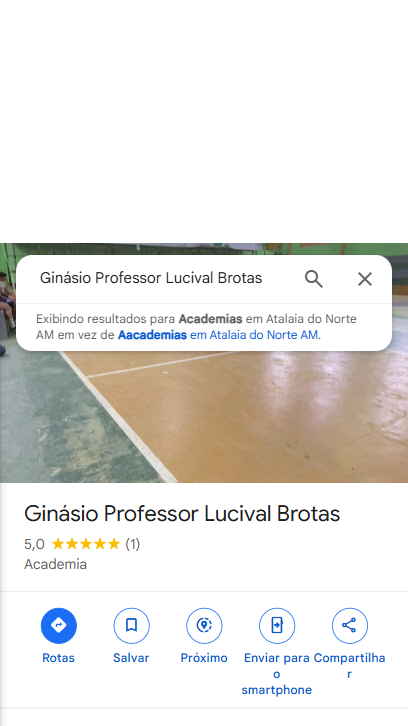 Ginásio Professor Lucival Brotas
Exibindo resultados para Academias em Atalaia do Norte
AM em vez de Aacademias em Atalaia do Norte AM.
Ginásio Professor Lucival Brotas
5,0 ★★★★★ (1)
Academia
Rotas
Salvar
Próximo
Enviar para
o
smartphone
Compartilha
r